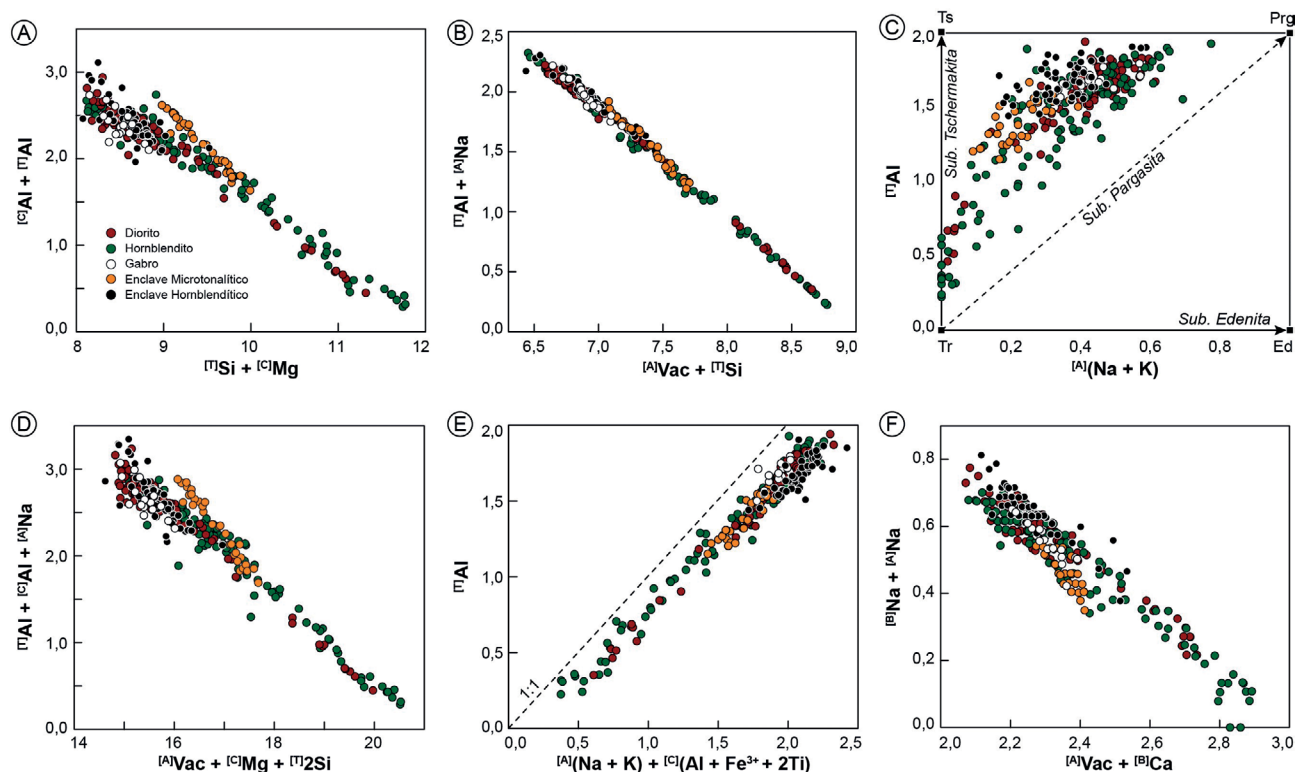 A
3,0
2,0
1,0
0,0
[C]Al + [T]Al
Diorito
Hornblendito
Gabro
Enclave Microtonalítico
Enclave Hornblendítico
8 9 10 11 12
[T]Si + [C]Mg
B
2,5
2,0
1,5
1,0
0,5
0,0
[T]Al + [A]Na
6,5 7,0 7,5 8,0 8,5 9,0
[A]Vac + [T]Si
C
Ts Prg
2,0
1,5
1,0
0,5
0,0
[T]Al
Sub. Tschermakita
Sub. Pargasita
Sub. Edenita
Tr 0,2 0,4 0,6 0,8 Ed
[A](Na + K)
D
3,0
2,0
1,0
0,0
[T]Al + [C]Al + [A]Na
14 16 18 20
[A]Vac + [C]Mg + [T]2Si
E
2,0
1,5
1,0
0,5
0,0
[T]Al
1:1
0,0 0,5 1,0 1,5 2,0 2,5
[A](Na + K) + [C](Al + Fe³⁺ + 2Ti)
F
0,8
0,6
0,4
0,2
0,0
[B]Na + [A]Na
2,0 2,2 2,4 2,6 2,8 3,0
[A]Vac + [B]Ca